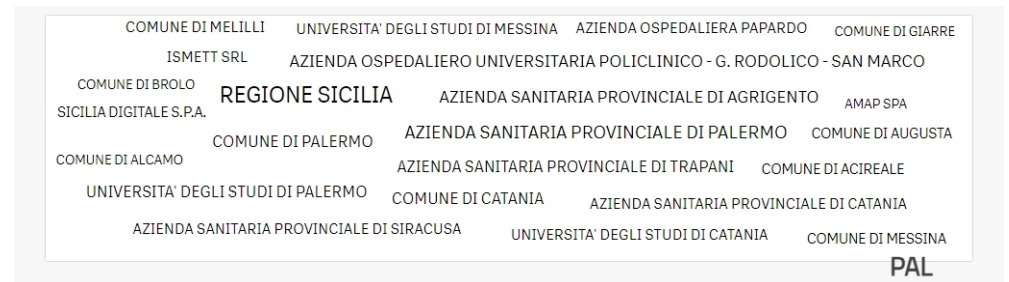 COMUNE DI MELILLI
UNIVERSITA' DEGLI STUDI DI MESSINA
AZIENDA OSPEDALIERA PAPARDO
COMUNE DI GIARRE
ISMETT SRL
AZIENDA OSPEDALIERO UNIVERSITARIA POLICLINICO - G. RODOLICO - SAN MARCO
COMUNE DI BROLO
REGIONE SICILIA
AZIENDA SANITARIA PROVINCIALE DI AGRIGENTO
AMAP SPA
SICILIA DIGITALE S.P.A.
COMUNE DI PALERMO
AZIENDA SANITARIA PROVINCIALE DI PALERMO
COMUNE DI AUGUSTA
COMUNE DI ALCAMO
AZIENDA SANITARIA PROVINCIALE DI TRAPANI
COMUNE DI ACIREALE
UNIVERSITA' DEGLI STUDI DI PALERMO
COMUNE DI CATANIA
AZIENDA SANITARIA PROVINCIALE DI CATANIA
AZIENDA SANITARIA PROVINCIALE DI SIRACUSA
UNIVERSITA' DEGLI STUDI DI CATANIA
COMUNE DI MESSINA
PAL